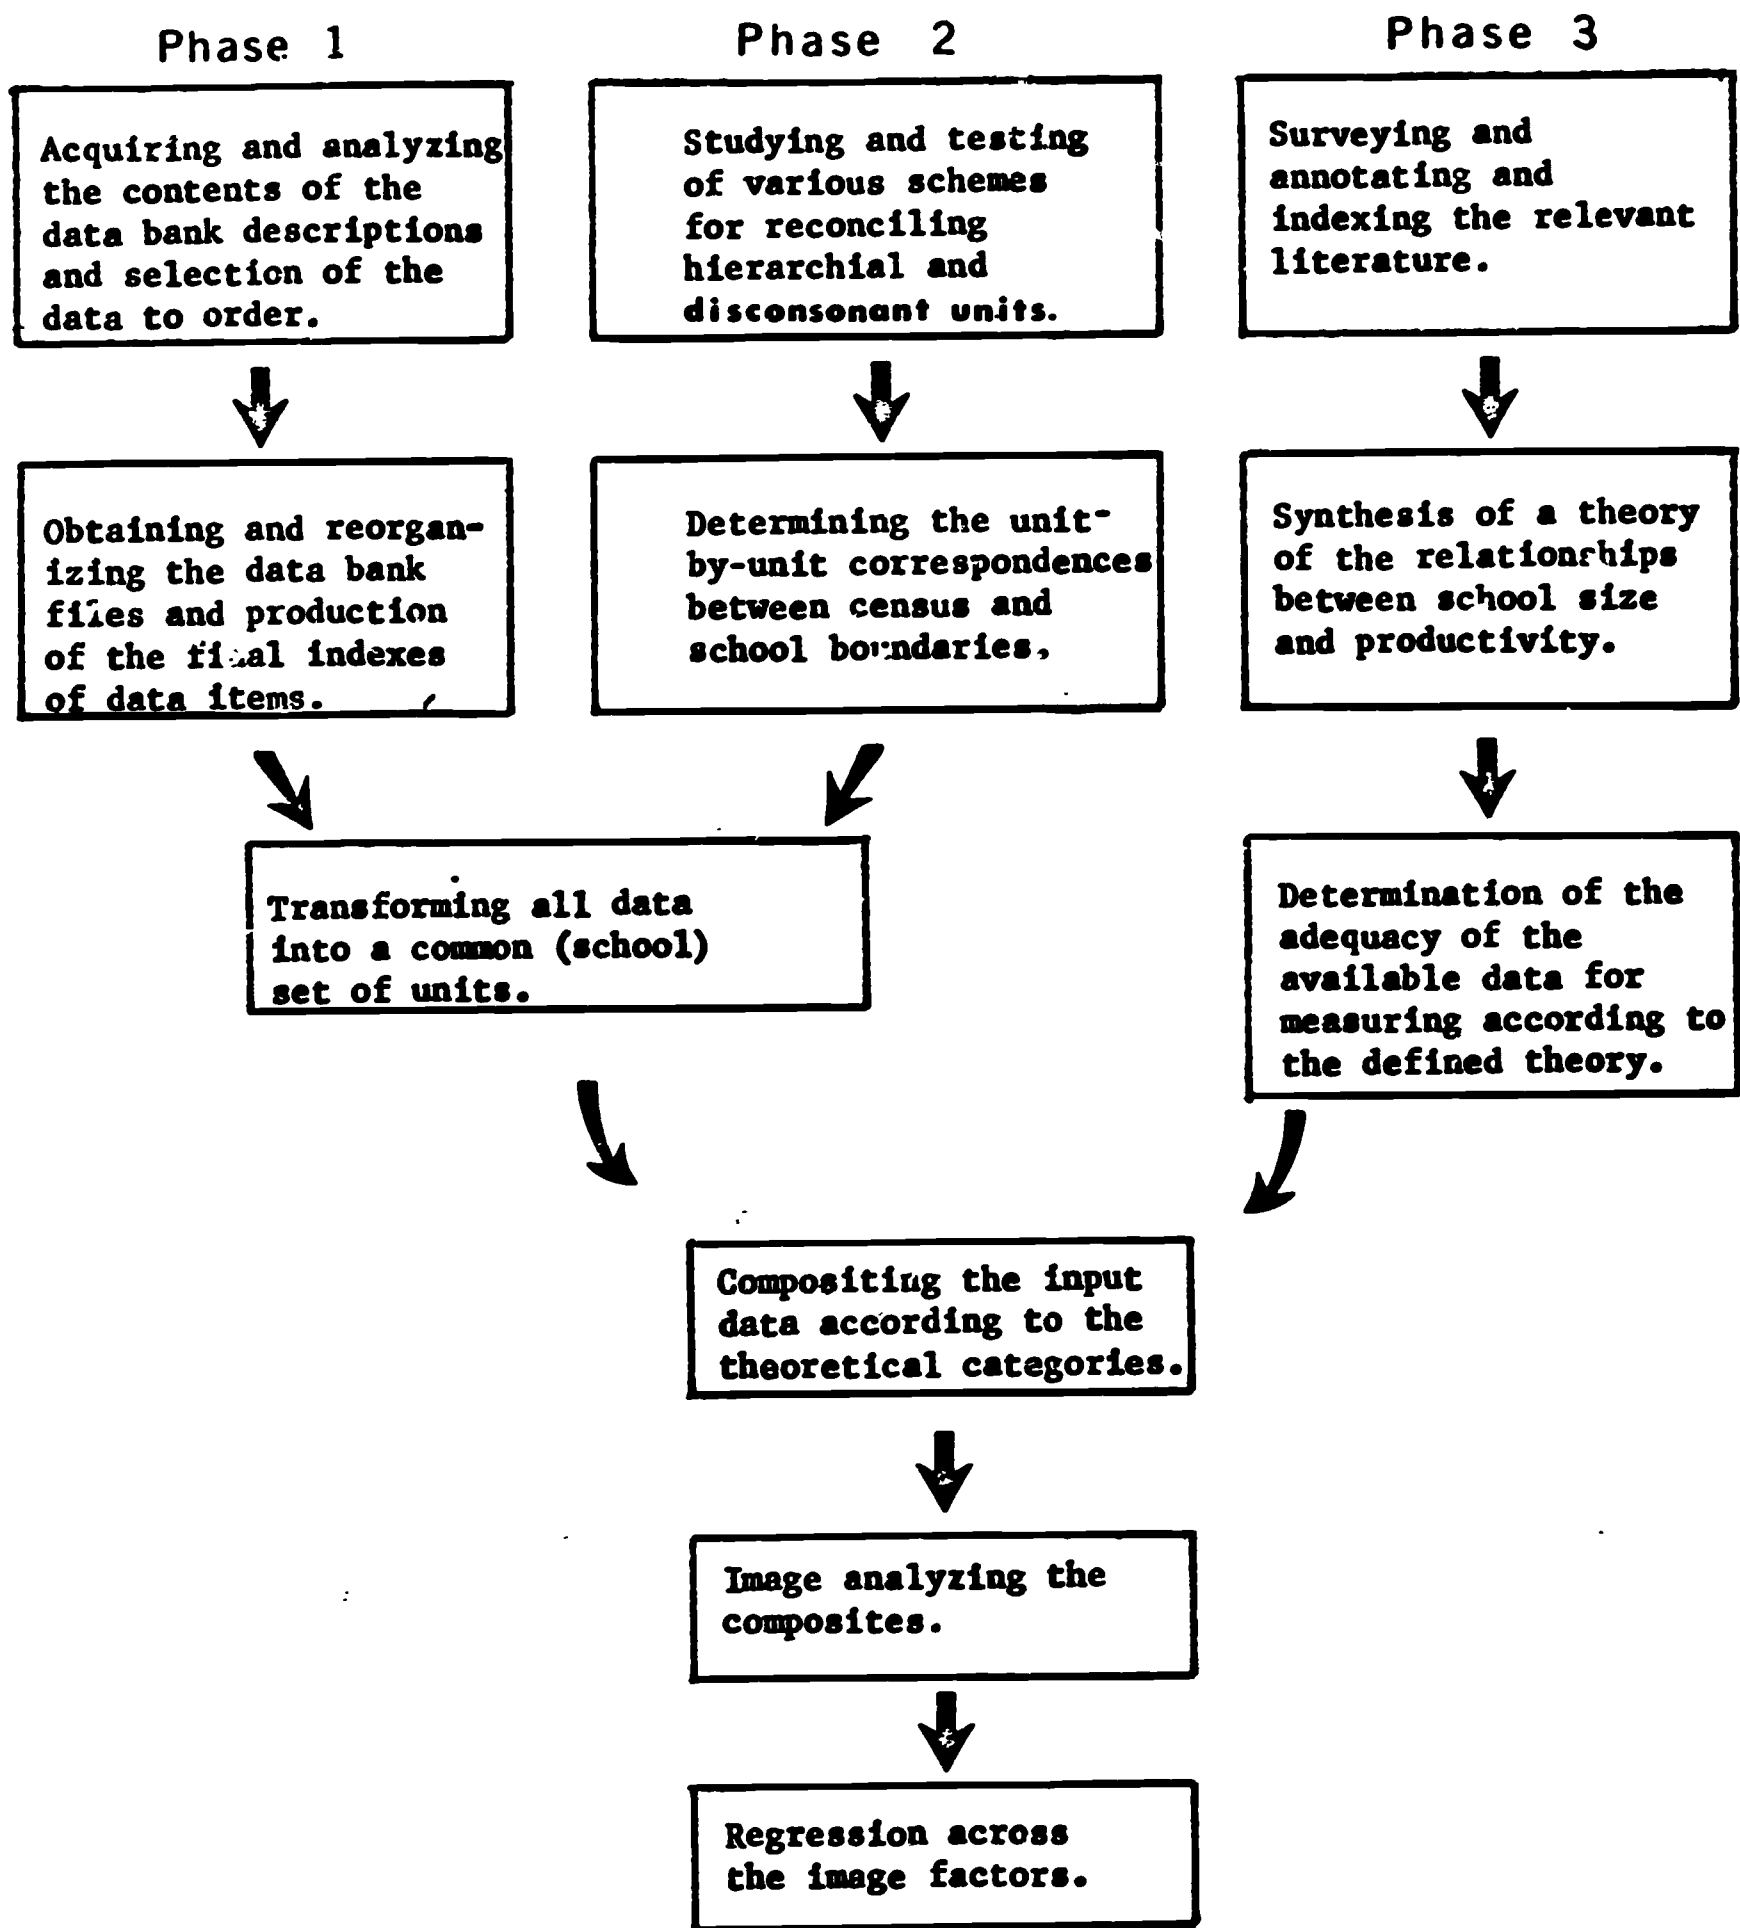 Phase 1
Phase 2
Phase 3
Acquiring and analyzing
the contents of the
data bank descriptions
and selection of the
data to order.
Studying and testing
of various schemes
for reconciling
hierarchial and
disconsonant units.
Surveying and
annotating and
indexing the relevant
literature.
Obtaining and reorgan-
izing the data bank
files and production
of the final indexes
of data items.
Determining the unit-
by-unit correspondences
between census and
school boundaries.
Synthesis of a theory
of the relationships
between school size
and productivity.
Transforming all data
into a common (school)
set of units.
Determination of the
adequacy of the
available data for
measuring according to
the defined theory.
Compositing the input
data according to the
theoretical categories.
Image analyzing the
composites.
Regression across
the image factors.